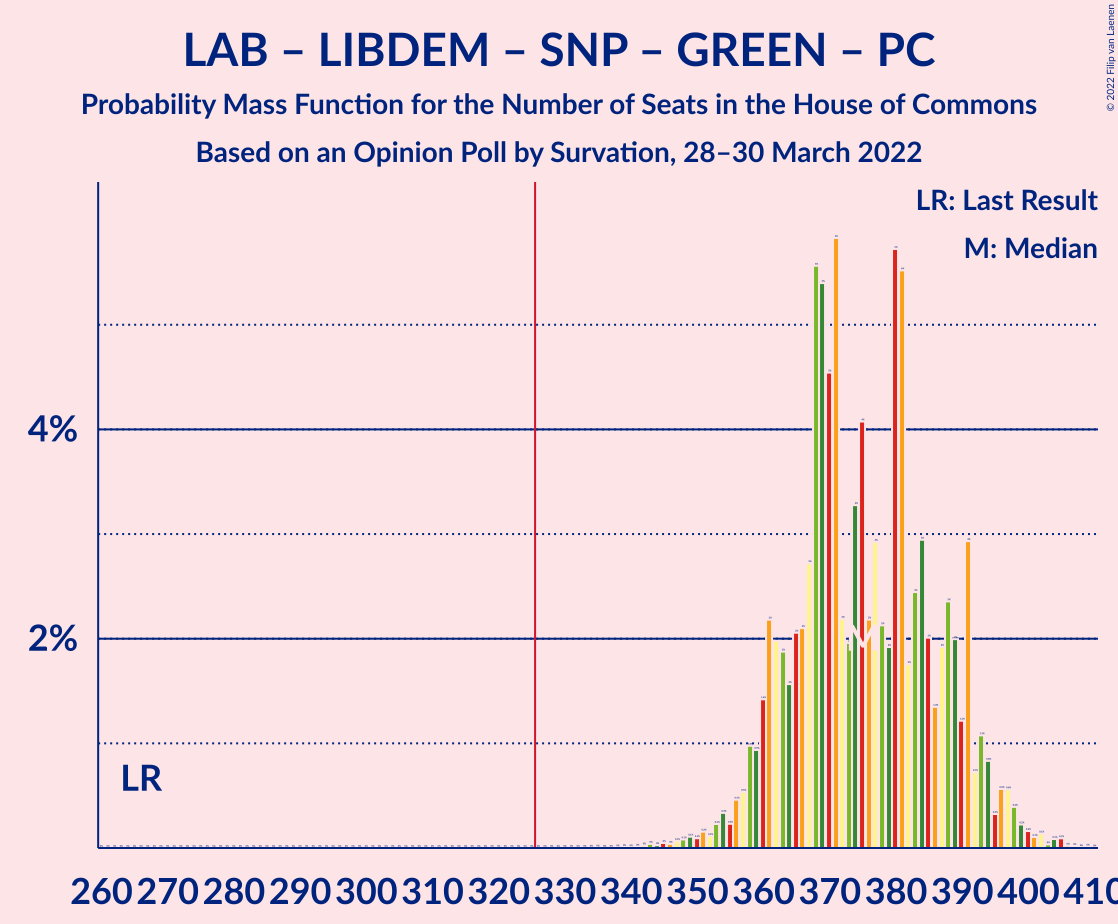 LAB – LIBDEM – SNP – GREEN – PC
Probability Mass Function for the Number of Seats in the House of Commons
Based on an Opinion Poll by Survation, 28–30 March 2022
© 2022 Filip van Laenen
LR: Last Result
M: Median
4%
2%
M
LR
260 270 280 290 300 310 320 330 340 350 360 370 380 390 400 410